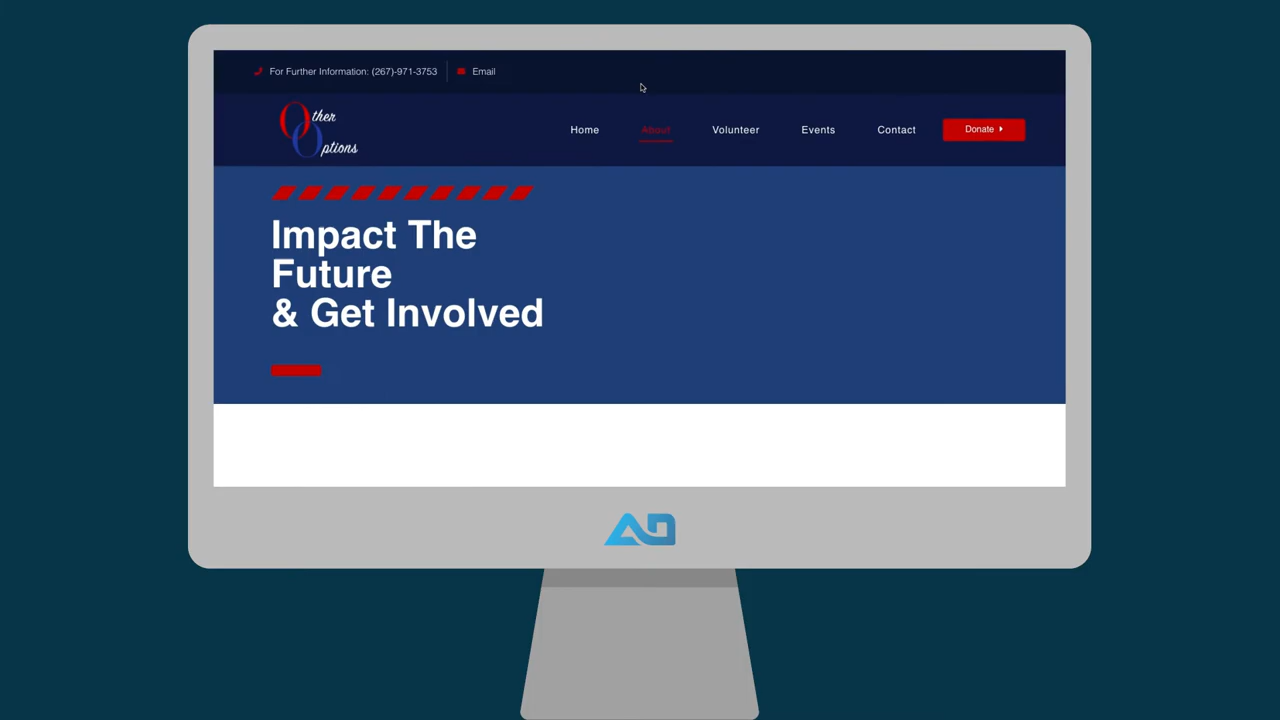 For Further Information: (267)-971-3753
Email
Other
Options
Home
About
Volunteer
Events
Contact
Donate
Impact The
Future
& Get Involved
AD